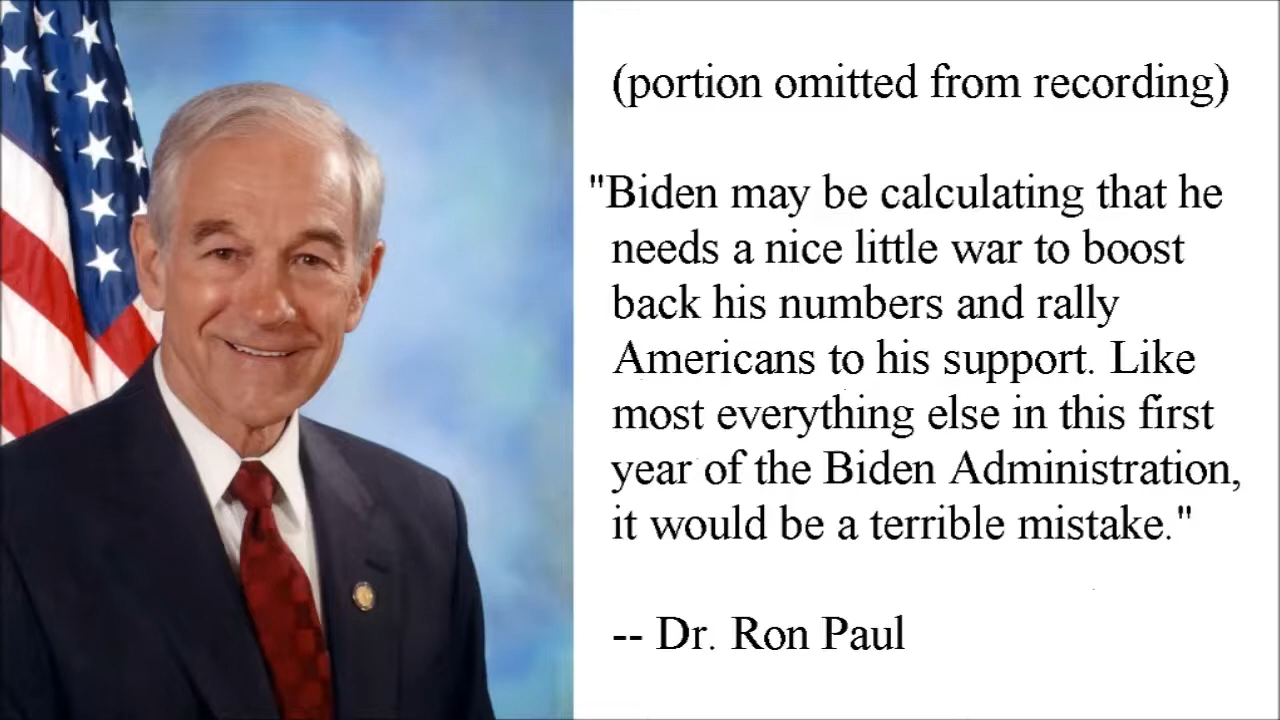 (portion omitted from recording)
"Biden may be calculating that he
needs a nice little war to boost
back his numbers and rally
Americans to his support. Like
most everything else in this first
year of the Biden Administration,
it would be a terrible mistake."
-- Dr. Ron Paul